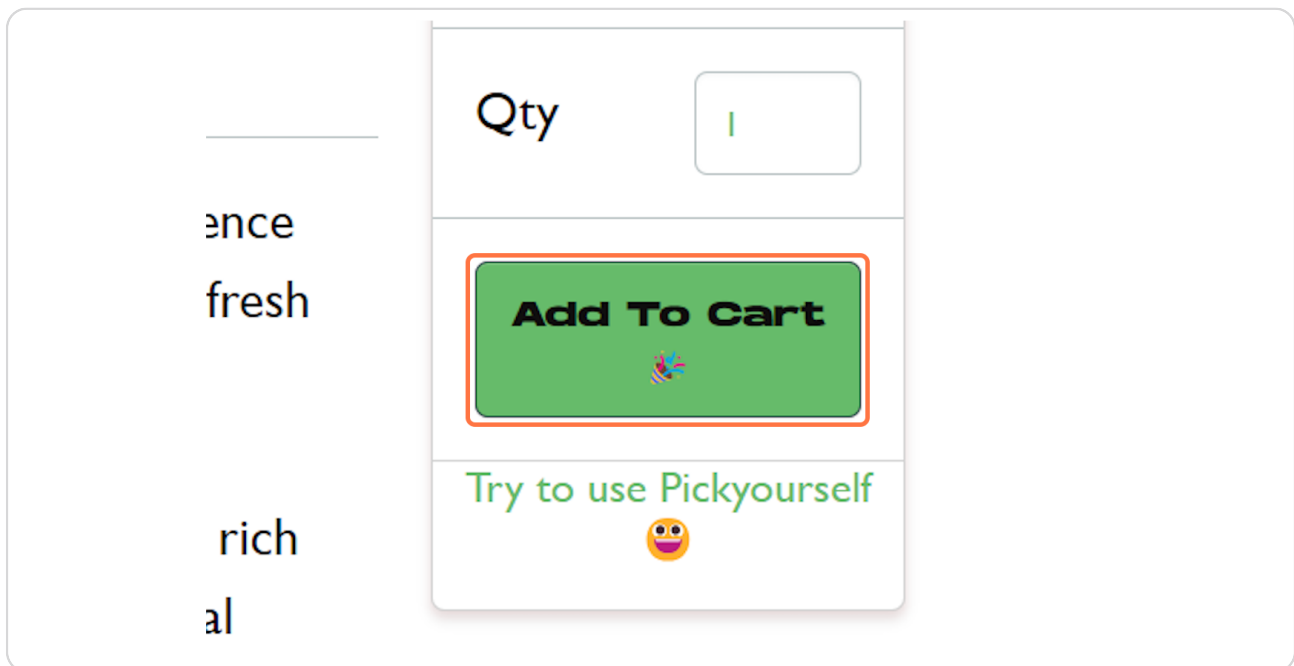 Qty
1
ence
fresh
Add To Cart
🎉
Try to use Pickyourself
😀
rich
al